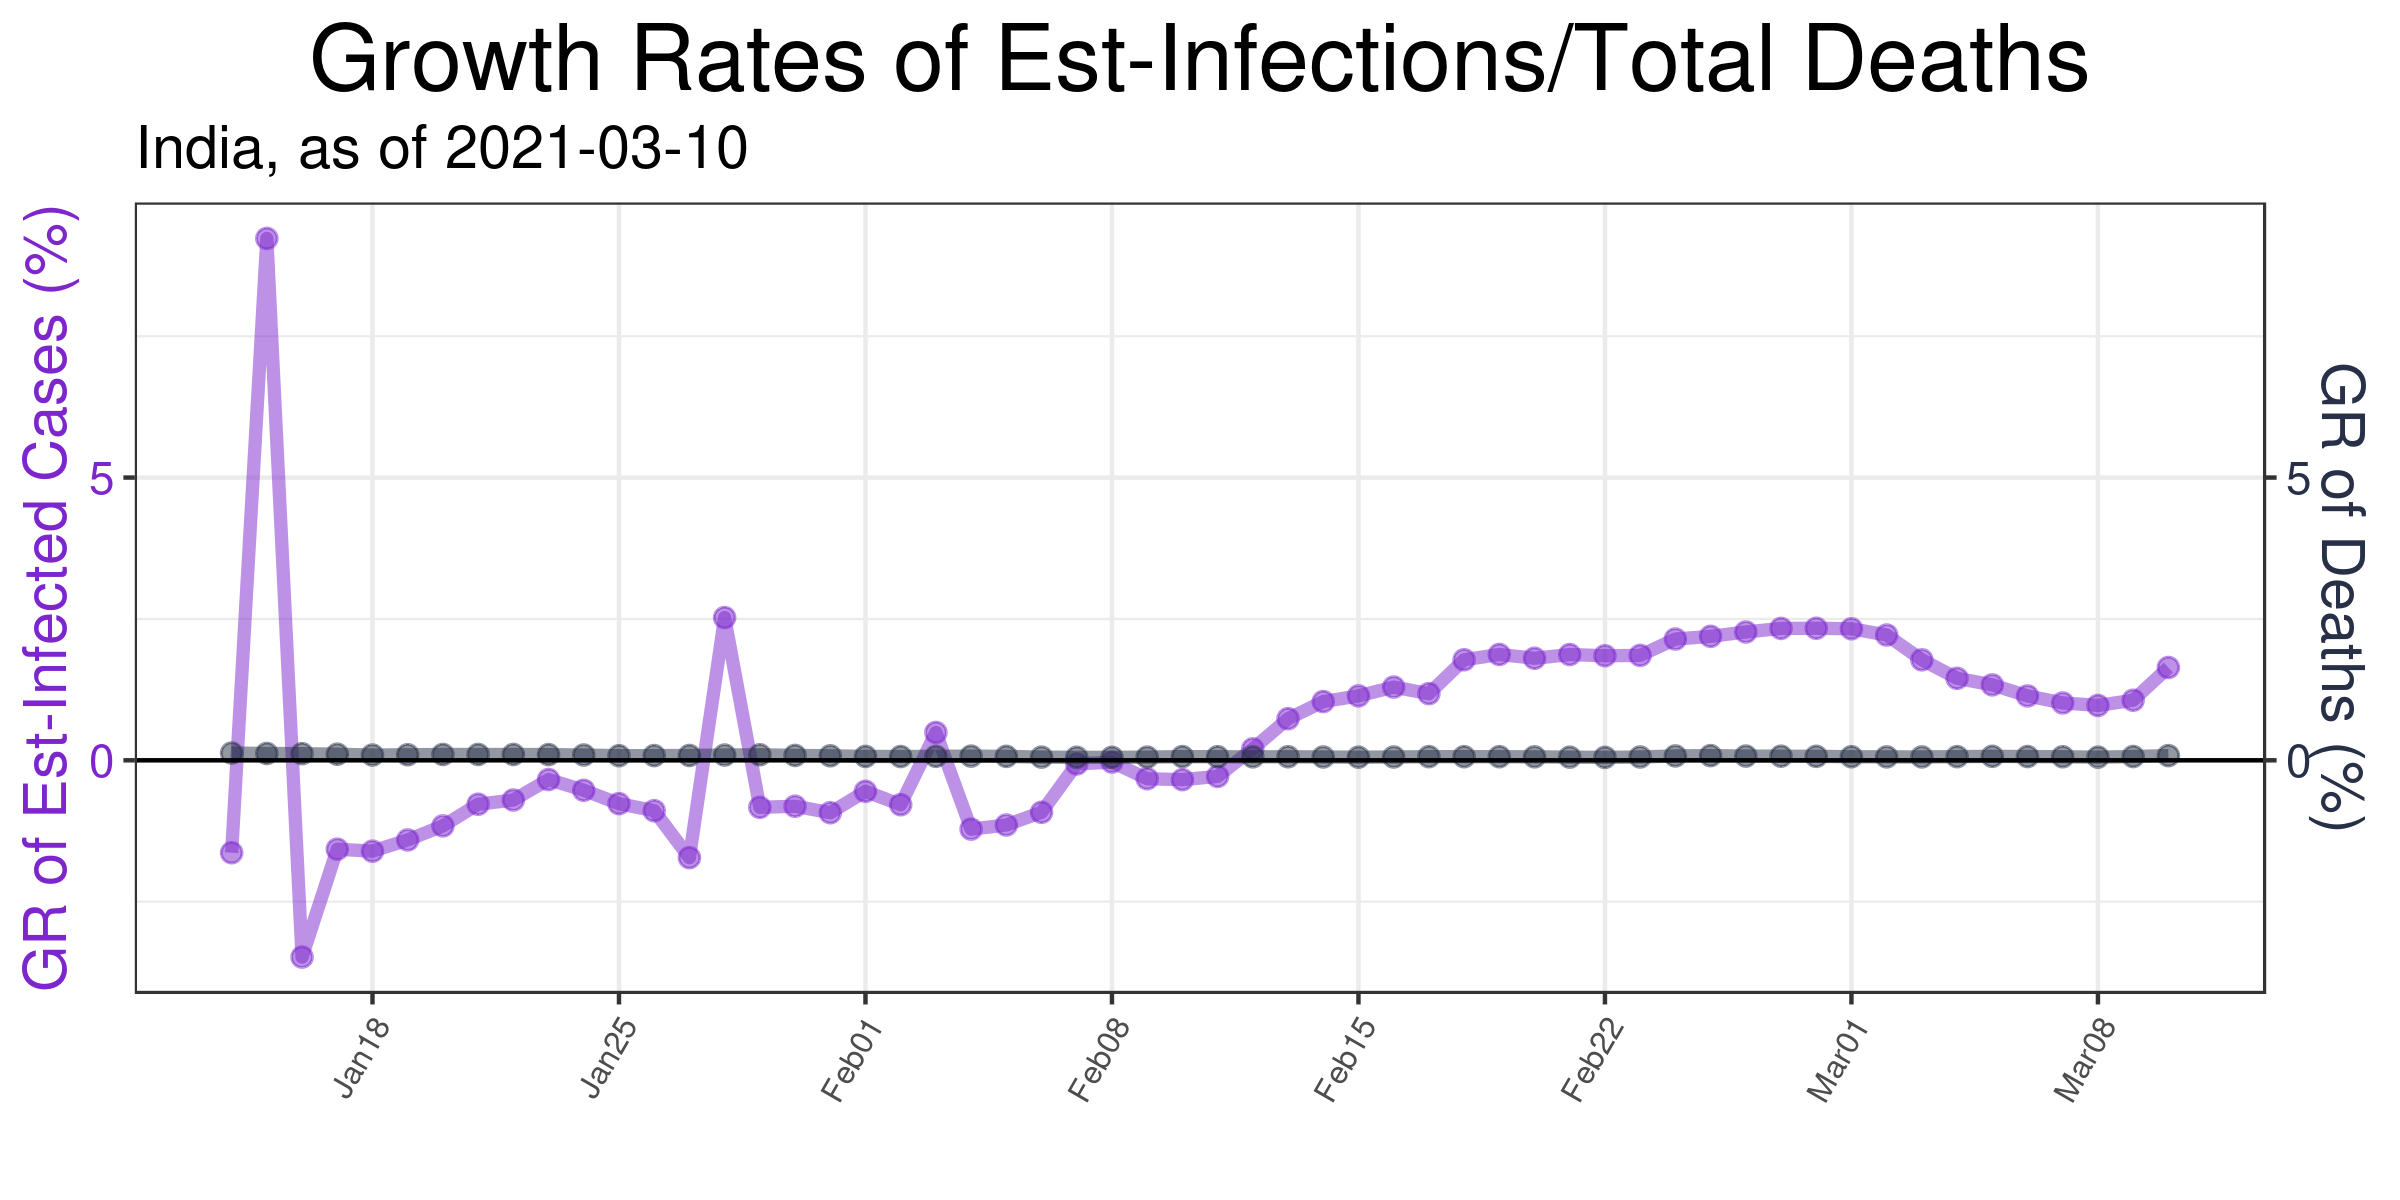 Growth Rates of Est-Infections/Total Deaths
India, as of 2021-03-10
GR of Est-Infected Cases (%)
5
0
5
0
GR of Deaths (%)
Jan18
Jan25
Feb01
Feb08
Feb15
Feb22
Mar01
Mar08